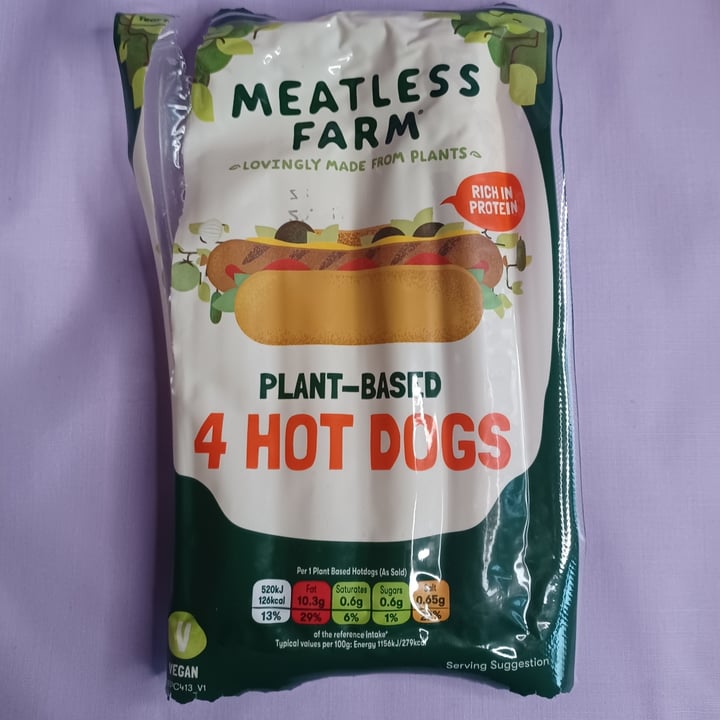 MEATLESS
FARM
LOVINGLY MADE FROM PLANTS
RICH IN
PROTEIN
PLANT-BASED
4 HOT DOGS
Per 1 Plant Based Hotdogs (As Sold)
520kJ
126kcal
13%
Fat
10.3g
29%
Saturates
0.6g
6%
Sugars
0.6g
1%
0.65g
of the reference intake*
Typical values per 100g: Energy 1156kJ/279kcal
V
VEGAN
Serving Suggestion